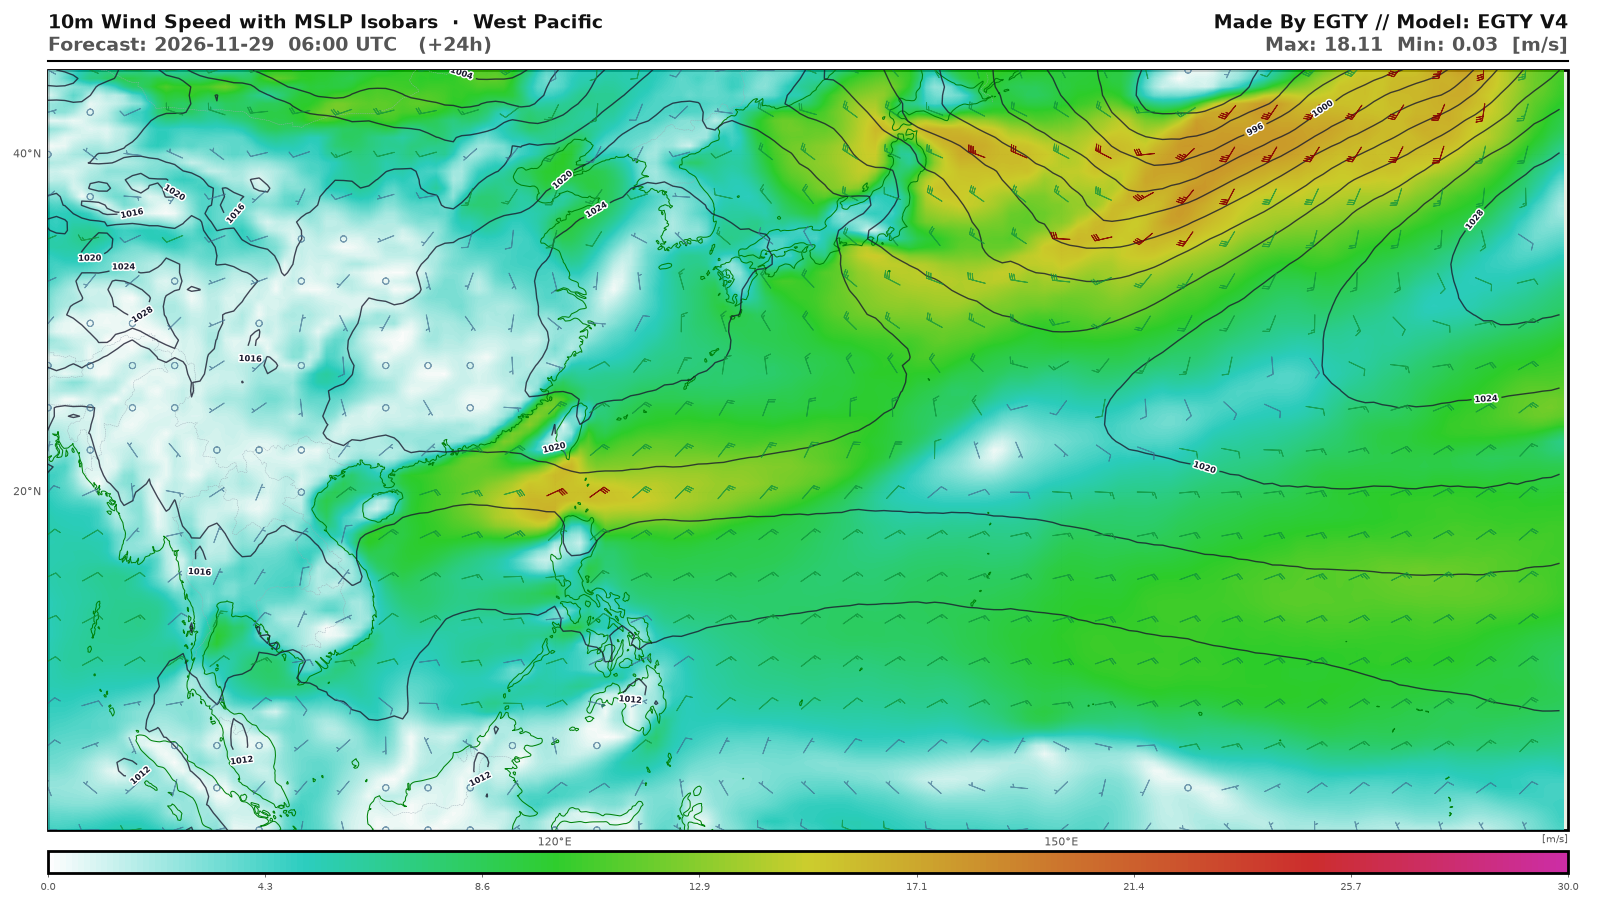 10m Wind Speed with MSLP Isobars · West Pacific
Made By EGTY // Model: EGTY V4
Forecast: 2026-11-29 06:00 UTC (+24h)
Max: 18.11 Min: 0.03 [m/s]
1004
1000
996
40°N
1020
1020
1016
1016
1024
1028
1020
1024
1028
1016
1024
1020
1020
20°N
1016
1012
1012
1012
1012
120°E
150°E
[m/s]
0.0 4.3 8.6 12.9 17.1 21.4 25.7 30.0